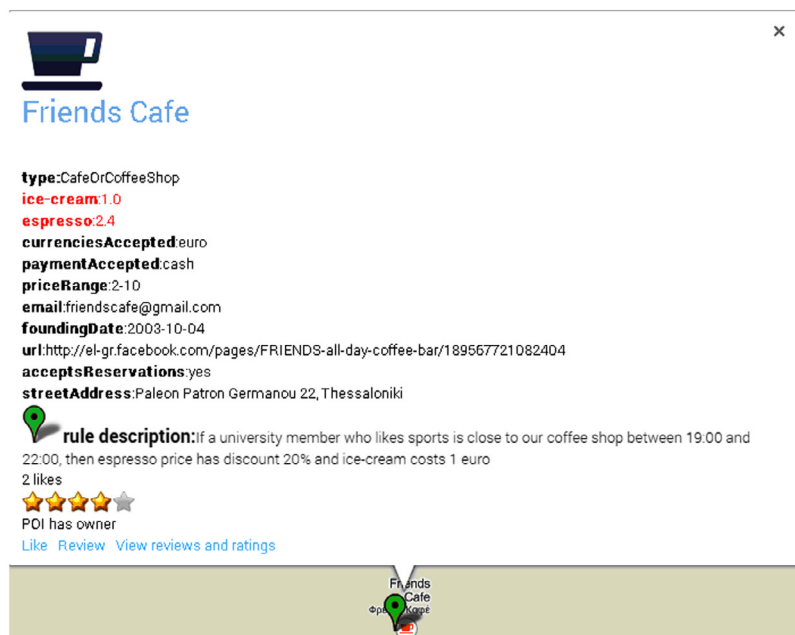 ×
Friends Cafe
type:CafeOrCoffeeShop
ice-cream:1.0
espresso:2.4
currenciesAccepted:euro
paymentAccepted:cash
priceRange:2-10
email:friendscafe@gmail.com
foundingDate:2003-10-04
url:http://el-gr.facebook.com/pages/FRIENDS-all-day-coffee-bar/189567721082404
acceptsReservations:yes
streetAddress:Paleon Patron Germanou 22, Thessaloniki
rule description:If a university member who likes sports is close to our coffee shop between 19:00 and
22:00, then espresso price has discount 20% and ice-cream costs 1 euro
2 likes
POI has owner
Like Review View reviews and ratings
Friends
Cafe